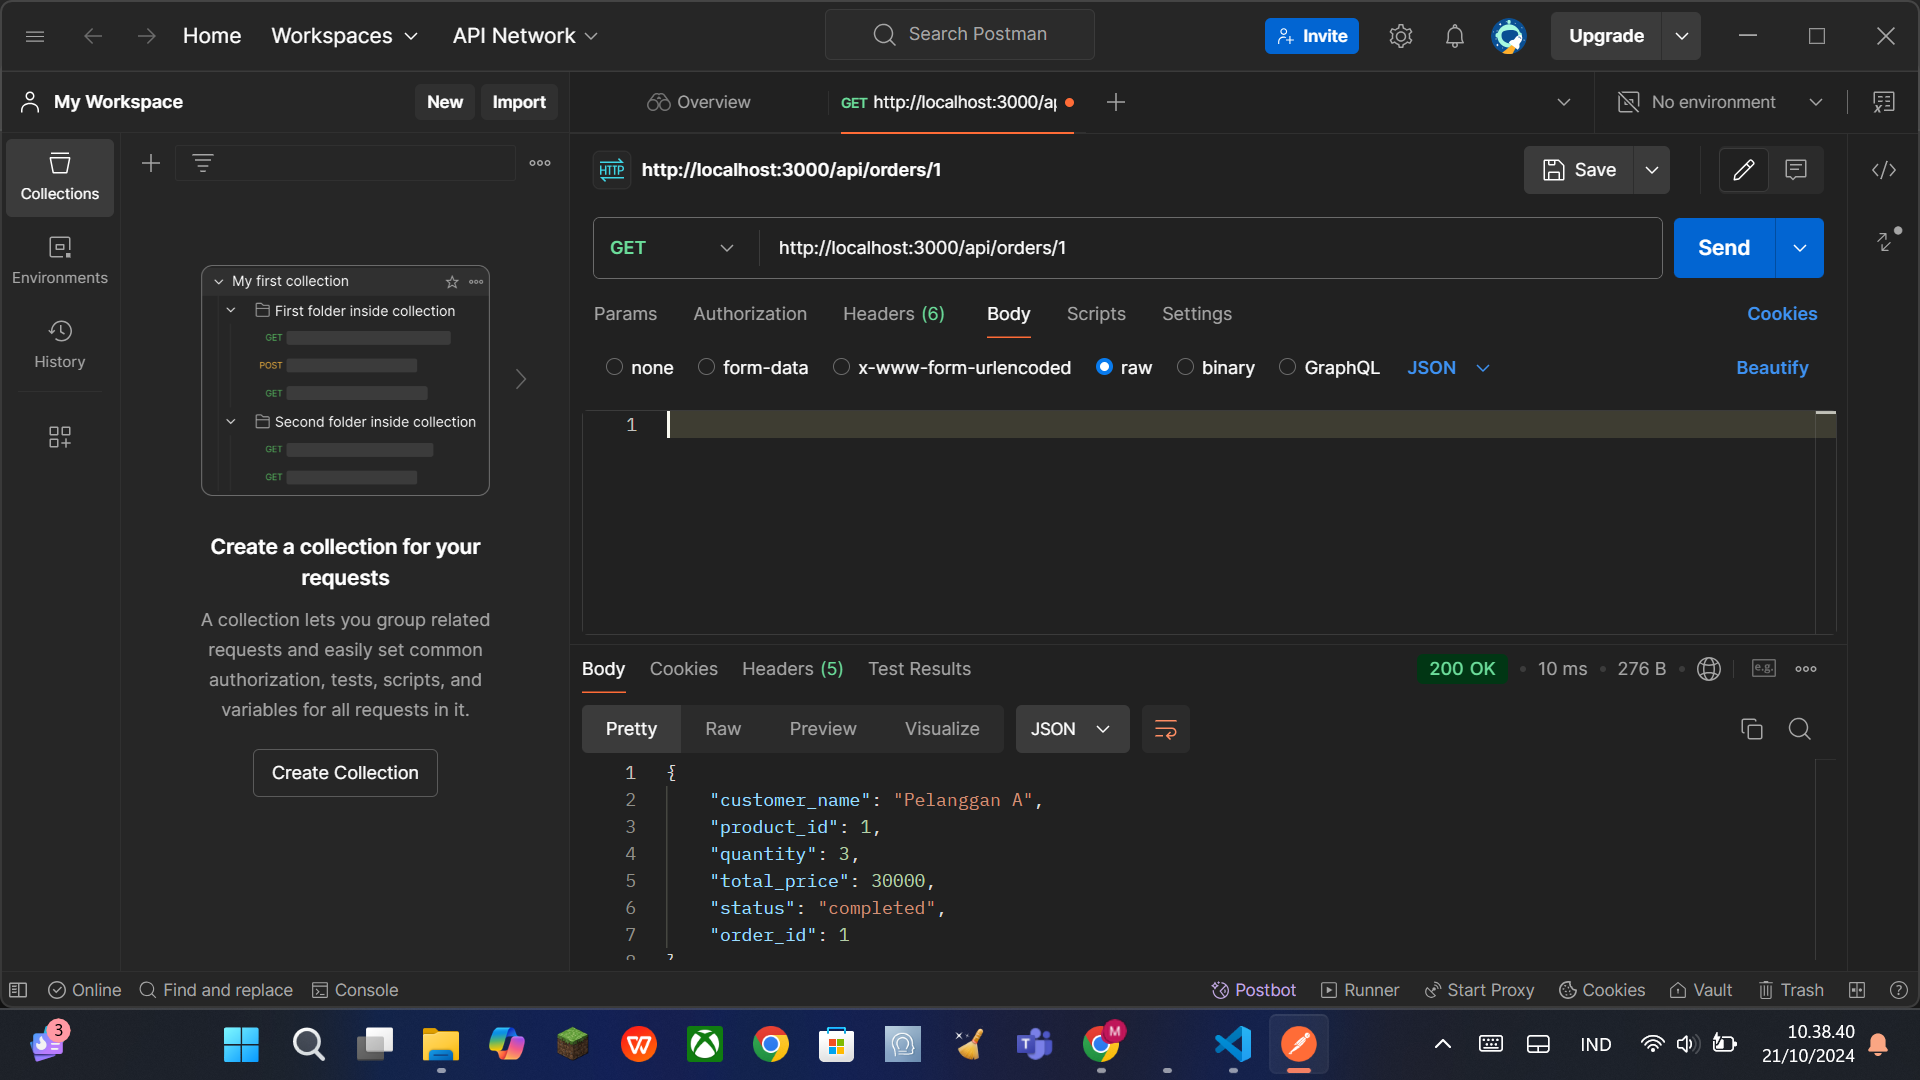 Home
Workspaces
API Network
Search Postman
Invite
Upgrade
My Workspace
New
Import
Overview
GET http://localhost:3000/a
No environment
Collections
Environments
History
My first collection
First folder inside collection
GET
POST
GET
Second folder inside collection
GET
GET
Create a collection for your
requests
A collection lets you group related
requests and easily set common
authorization, tests, scripts, and
variables for all requests in it.
Create Collection
HTTP
http://localhost:3000/api/orders/1
Save
GET
http://localhost:3000/api/orders/1
Send
Params
Authorization
Headers (6)
Body
Scripts
Settings
Cookies
none
form-data
x-www-form-urlencoded
raw
binary
GraphQL
JSON
Beautify
1
Body
Cookies
Headers (5)
Test Results
200 OK
10 ms
276 B
e.g.
Pretty
Raw
Preview
Visualize
JSON
1 {
2 "customer_name": "Pelanggan A",
3 "product_id": 1,
4 "quantity": 3,
5 "total_price": 30000,
6 "status": "completed",
7 "order_id": 1
Online
Find and replace
Console
Postbot
Runner
Start Proxy
Cookies
Vault
Trash
3
M
IND
10.38.40
21/10/2024